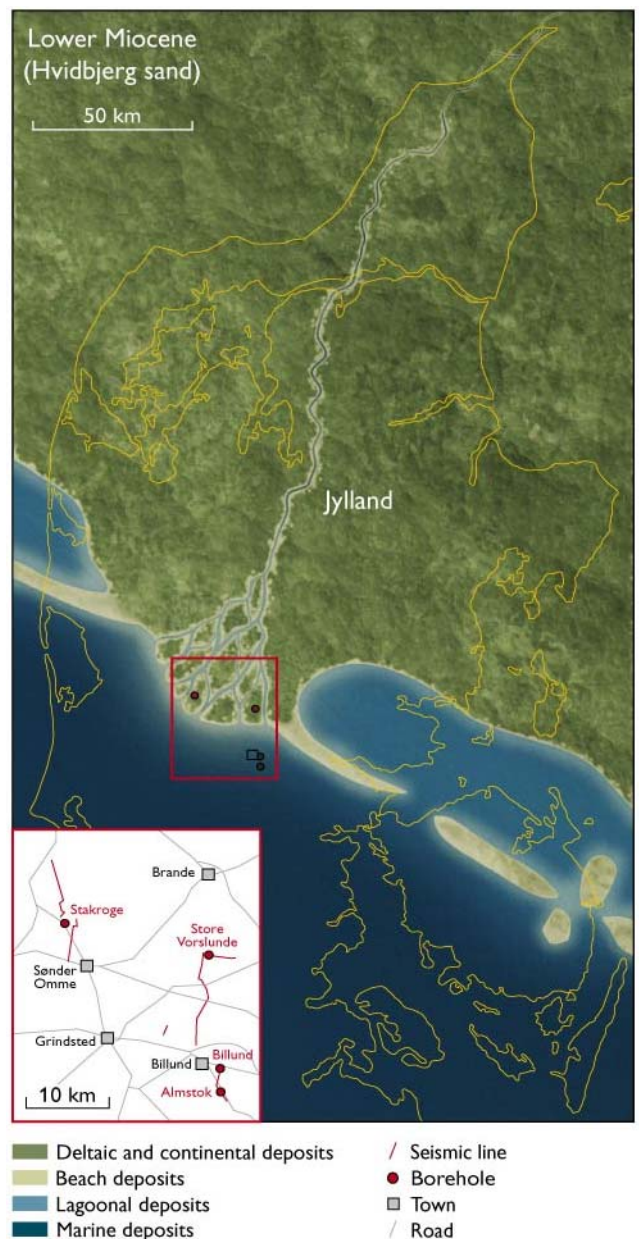 Lower Miocene
(Hvidbjerg sand)
50 km
Jylland
Brande
Stakroge
Store
Vorslunde
Sønder
Omme
Grindsted
Billund
Billund
Almstok
10 km
Deltaic and continental deposits
Beach deposits
Lagoonal deposits
Marine deposits
Seismic line
Borehole
Town
Road